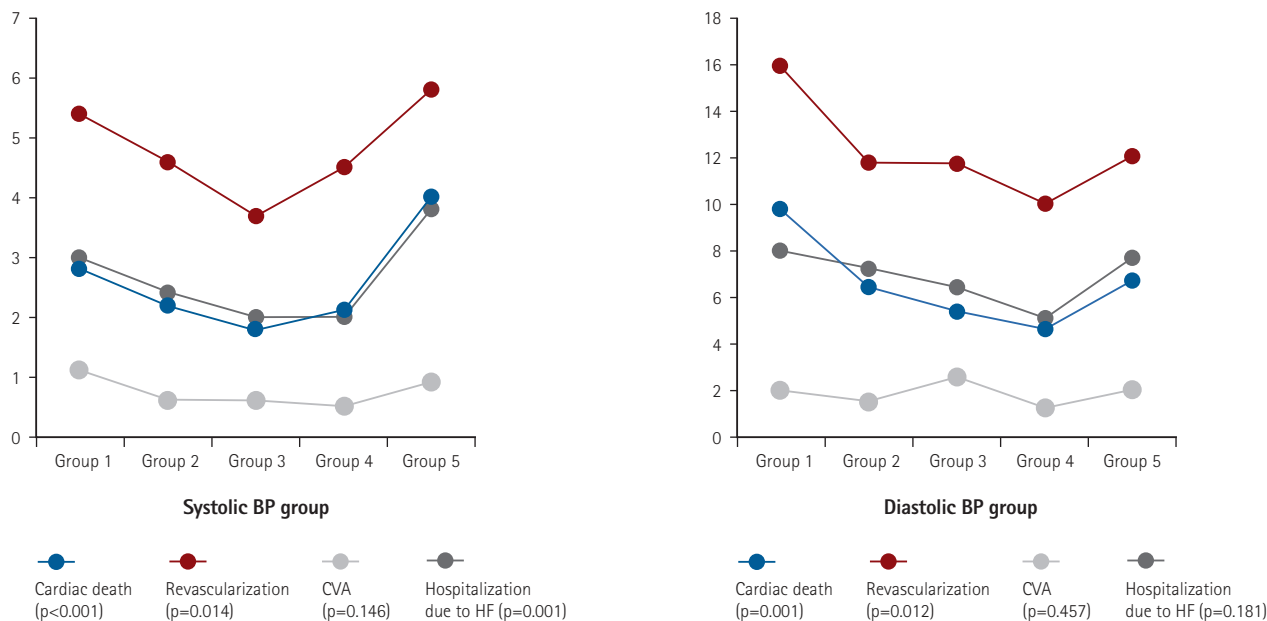 7
6
5
4
3
2
1
0
Group 1 Group 2 Group 3 Group 4 Group 5
Systolic BP group
Cardiac death
(p<0.001)
Revascularization
(p=0.014)
CVA
(p=0.146)
Hospitalization
due to HF (p=0.001)
18
16
14
12
10
8
6
4
2
0
Group 1 Group 2 Group 3 Group 4 Group 5
Diastolic BP group
Cardiac death
(p=0.001)
Revascularization
(p=0.012)
CVA
(p=0.457)
Hospitalization
due to HF (p=0.181)